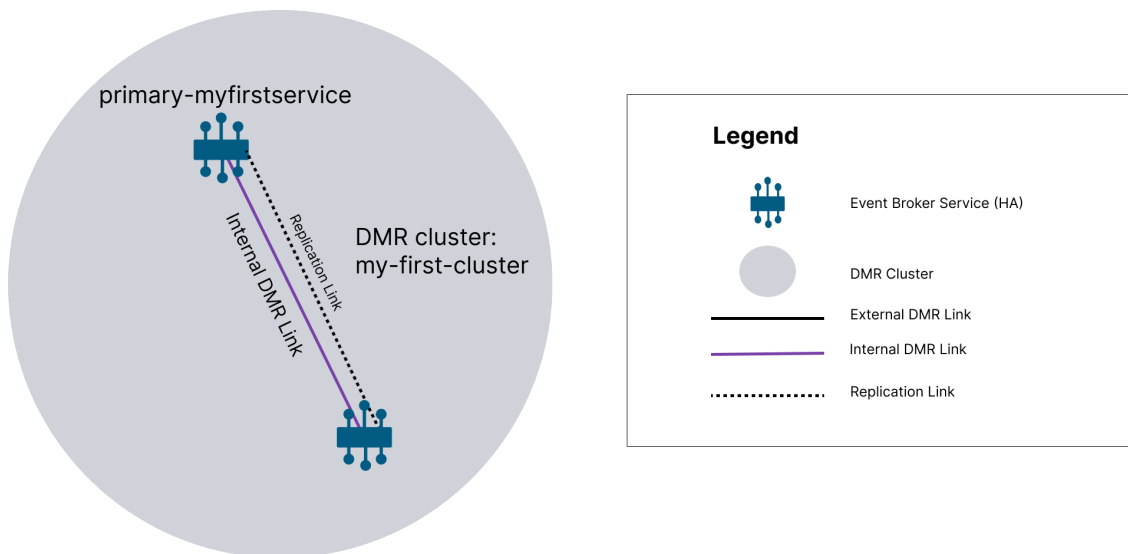 primary-myfirstservice
Internal DMR Link
Replication Link
DMR cluster:
my-first-cluster
Legend
Event Broker Service (HA)
DMR Cluster
External DMR Link
Internal DMR Link
Replication Link